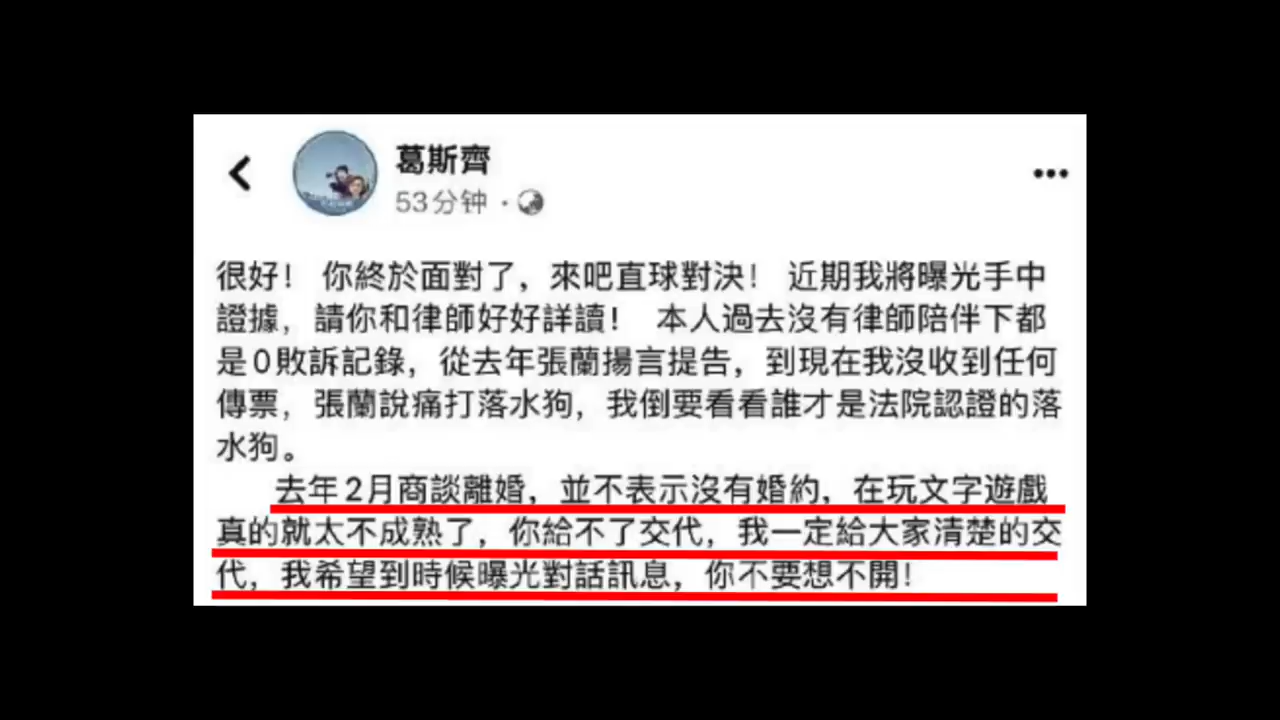 葛斯齊
53分钟 ·
很好！ 你終於面對了，來吧直球對決！ 近期我將曝光手中
證據，請你和律師好好詳讀！ 本人過去沒有律師陪伴下都
是0敗訴記錄，從去年張蘭揚言提告，到現在我沒收到任何
傳票，張蘭說痛打落水狗，我倒要看看誰才是法院認證的落
水狗。
去年2月商談離婚，並不表示沒有婚約，在玩文字遊戲
真的就太不成熟了，你給不了交代，我一定給大家清楚的交
代，我希望到時候曝光對話訊息，你不要想不開！